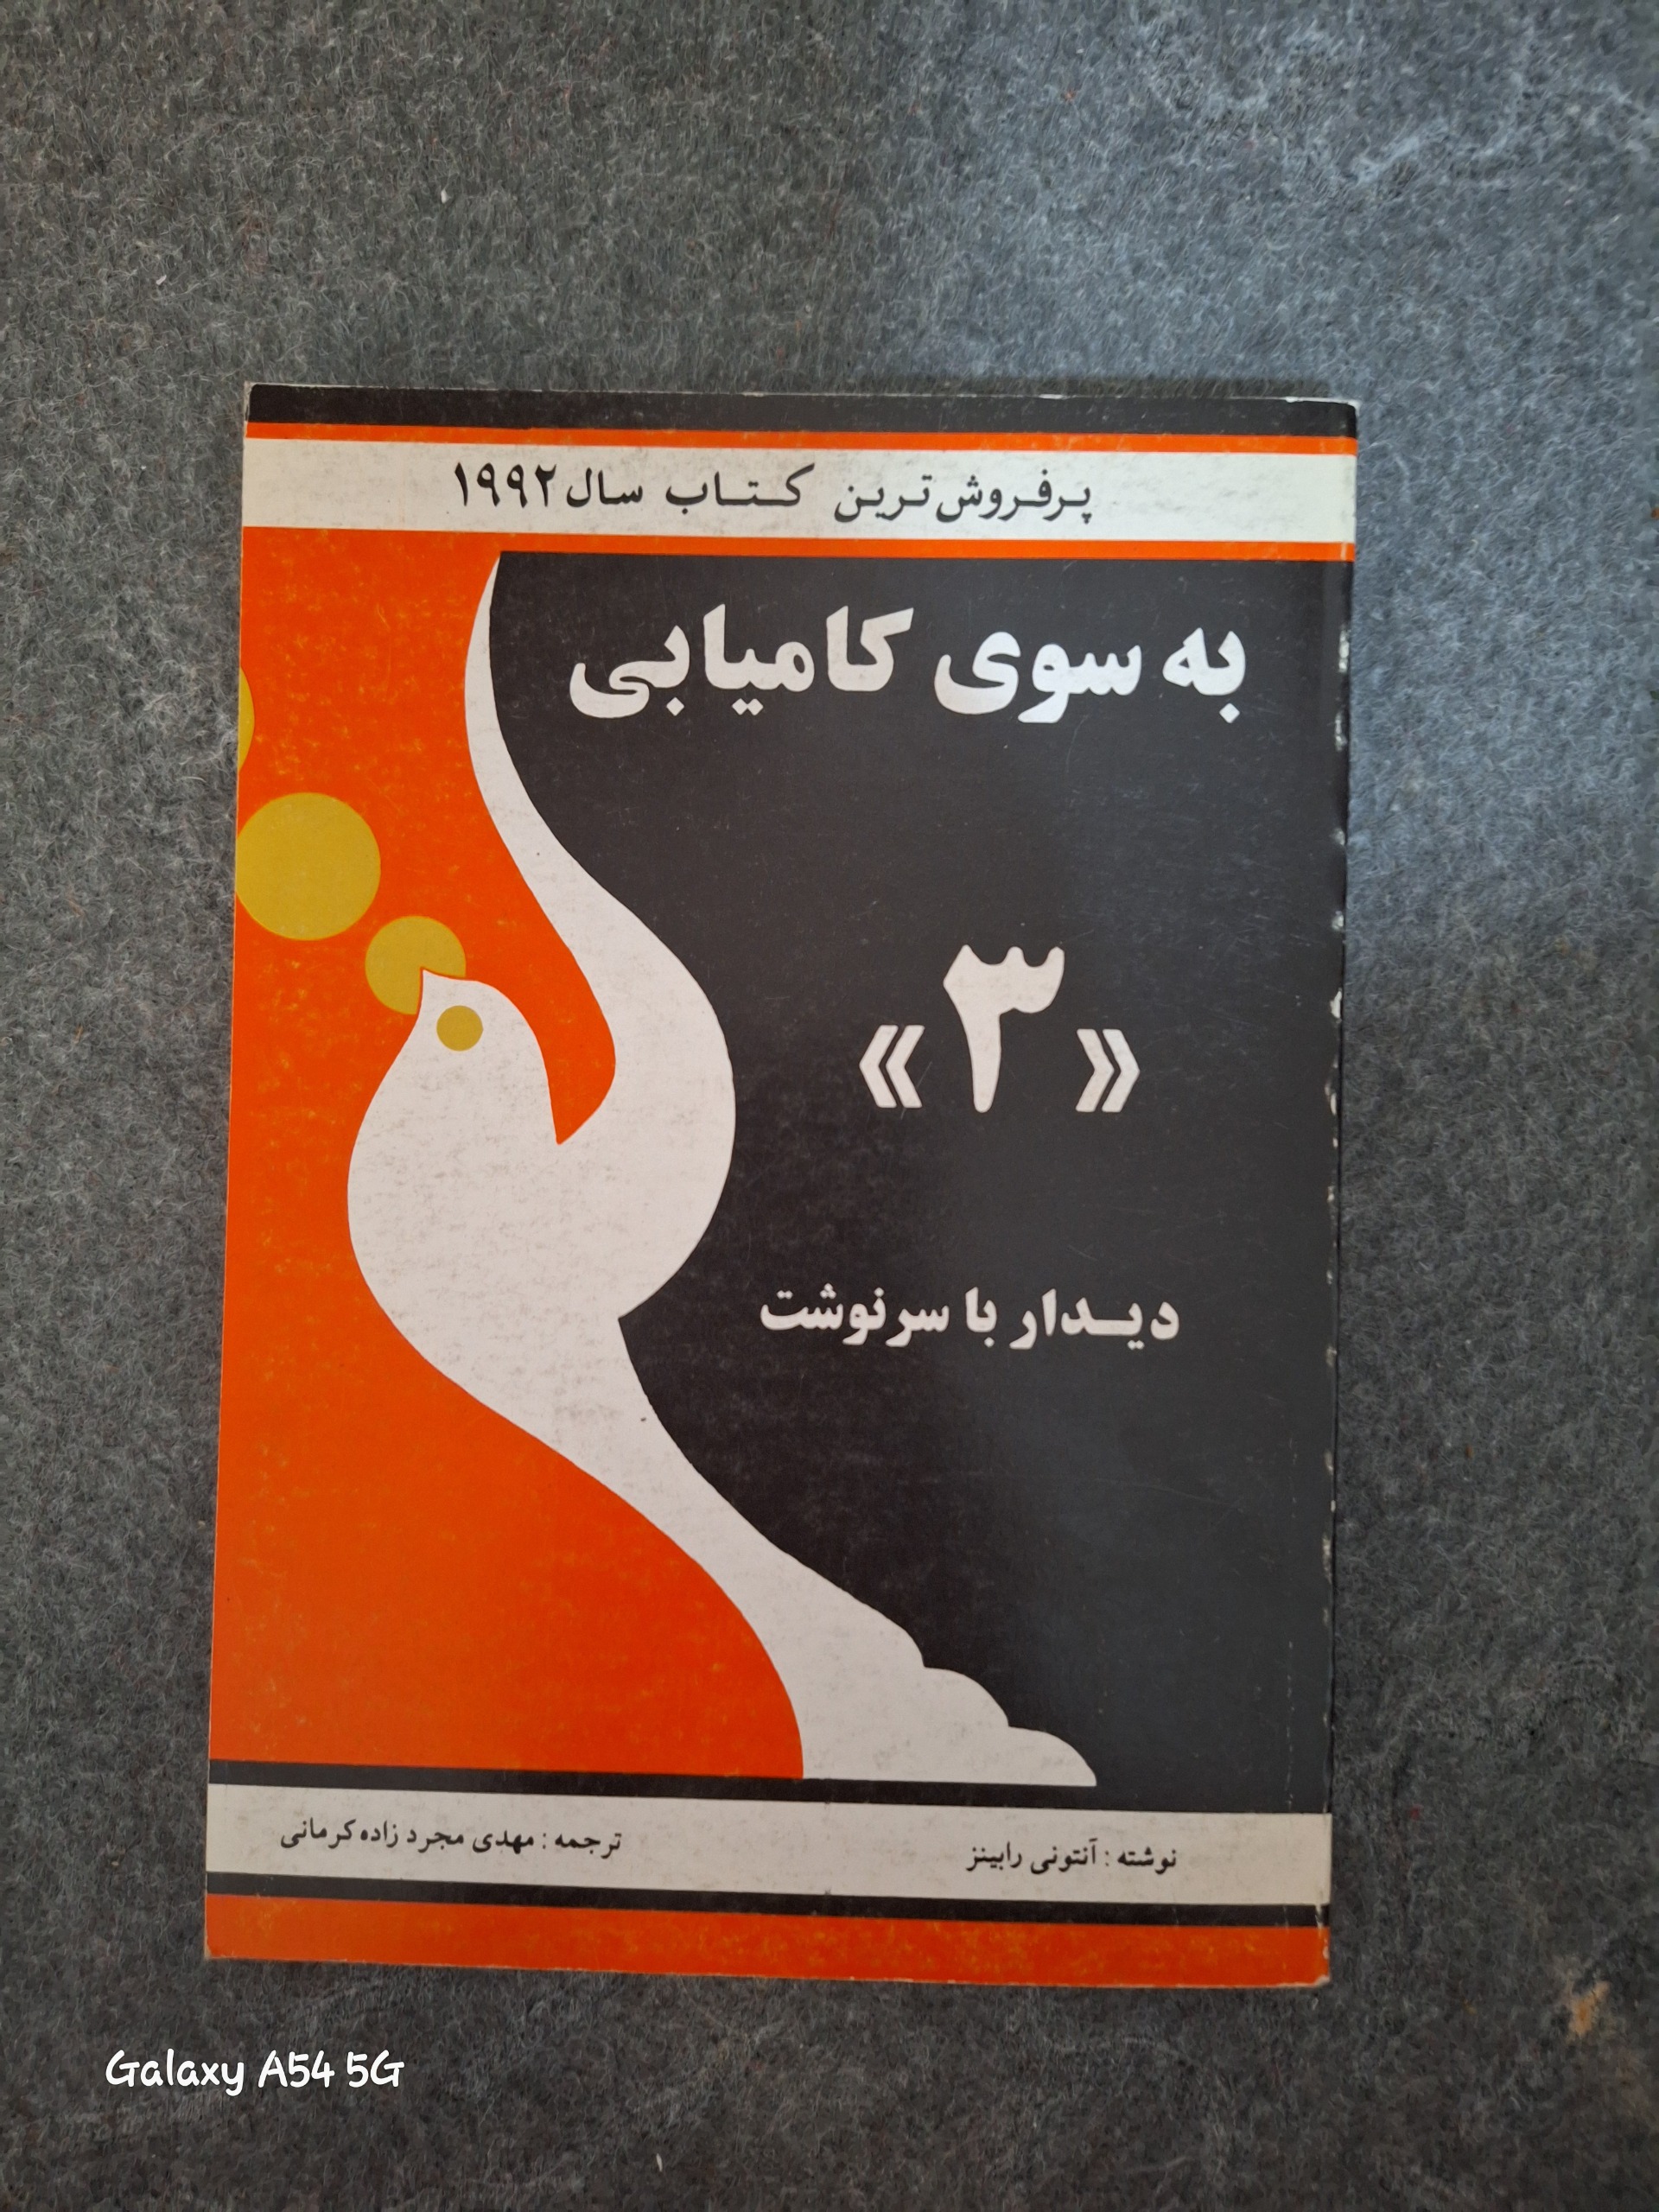 پرفروش‌ترین کتاب سال ۱۹۹۲
به سوی کامیابی
«۳»
دیدار با سرنوشت
نوشته : آنتونی رابینز
ترجمه : مهدی مجرد زاده کرمانی
Galaxy A54 5G